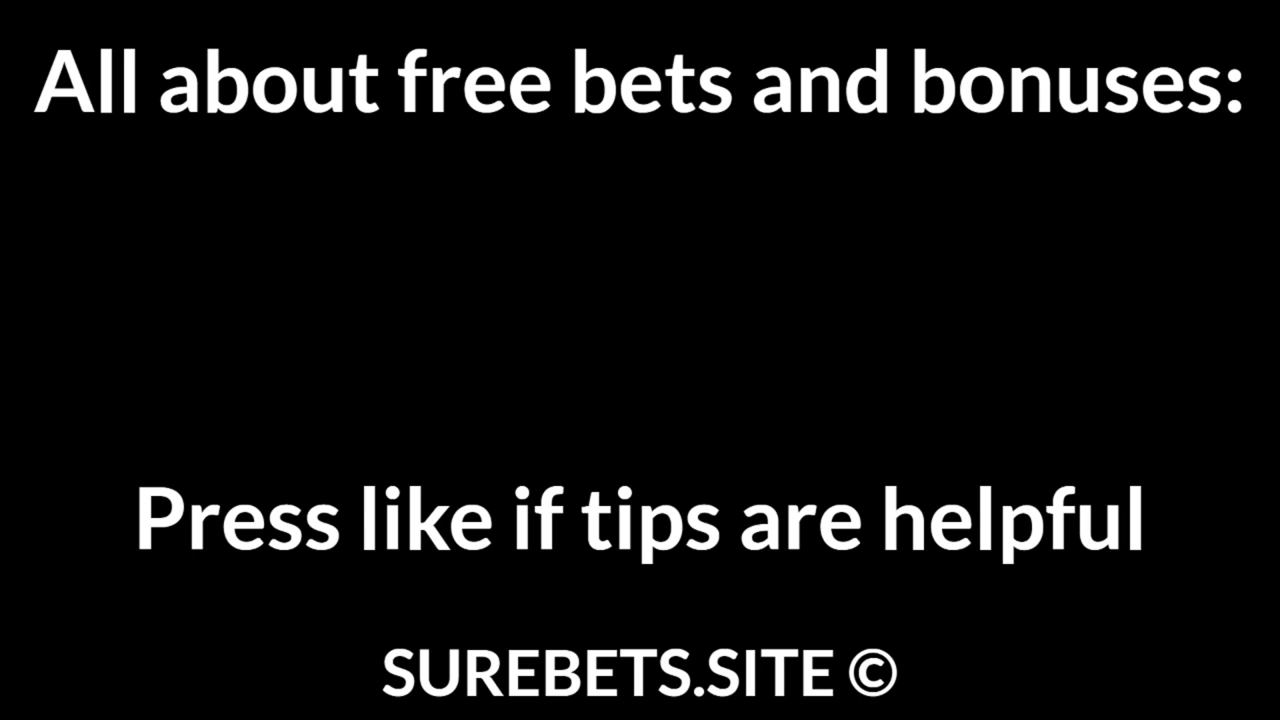 All about free bets and bonuses:
Press like if tips are helpful
SUREBETS.SITE ©